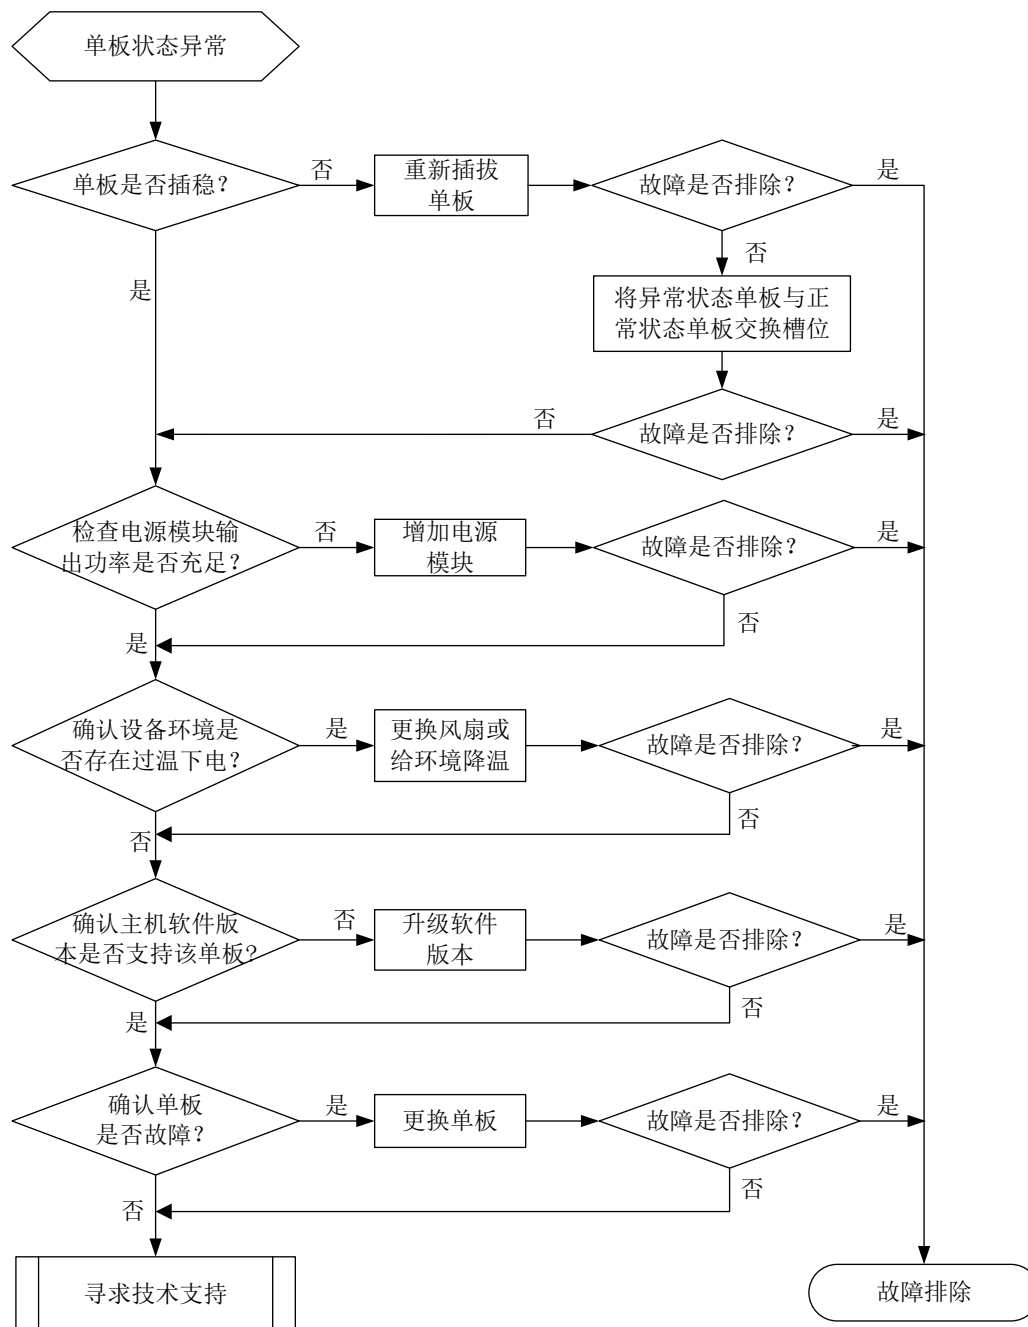 单板状态异常
单板是否插稳？
否
重新插拔
单板
故障是否排除？
是
否
是
将异常状态单板与正
常状态单板交换槽位
否
故障是否排除？
是
检查电源模块输
出功率是否充足？
否
增加电源
模块
故障是否排除？
是
是
否
确认设备环境是
否存在过温下电？
是
更换风扇或
给环境降温
故障是否排除？
是
否
否
确认主机软件版
本是否支持该单板？
否
升级软件
版本
故障是否排除？
是
是
否
确认单板
是否故障？
是
更换单板
故障是否排除？
是
否
否
寻求技术支持
故障排除